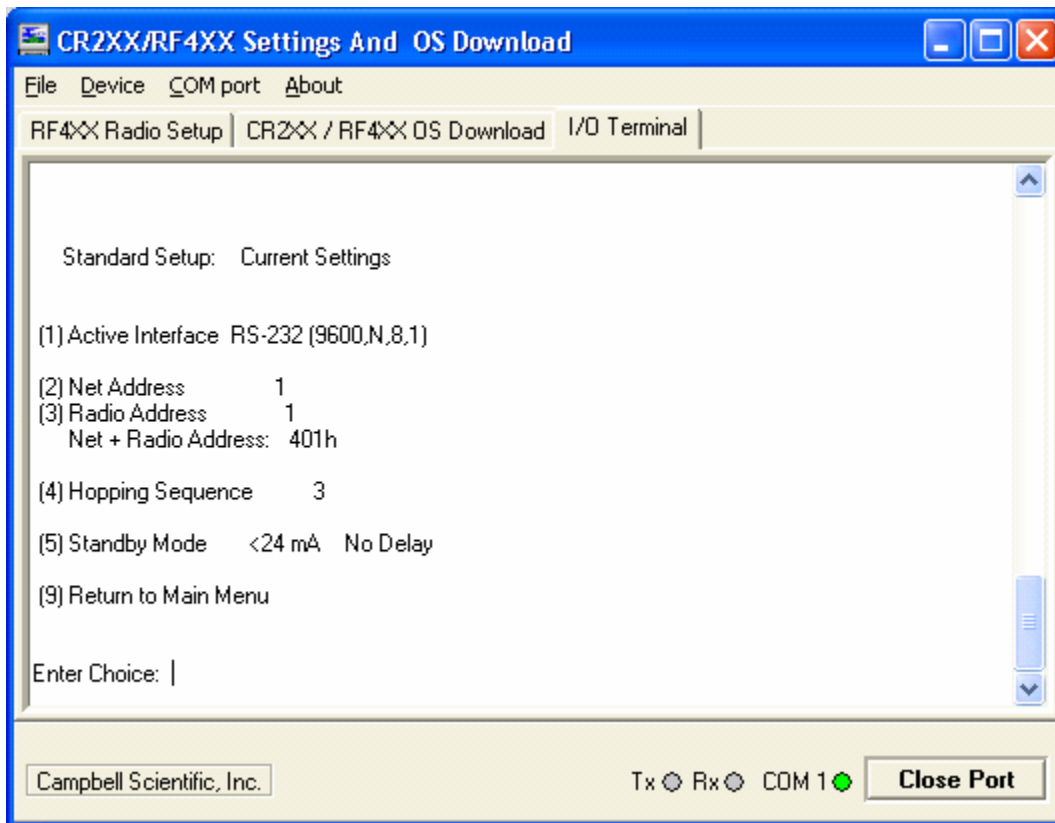 CR2XX/RF4XX Settings And OS Download
File Device COM port About
RF4XX Radio Setup CR2XX / RF4XX OS Download I/O Terminal
Standard Setup: Current Settings
(1) Active Interface RS-232 (9600,N,8,1)
(2) Net Address 1
(3) Radio Address 1
Net + Radio Address: 401h
(4) Hopping Sequence 3
(5) Standby Mode <24 mA No Delay
(9) Return to Main Menu
Enter Choice:
Campbell Scientific, Inc. Tx Rx COM 1 Close Port